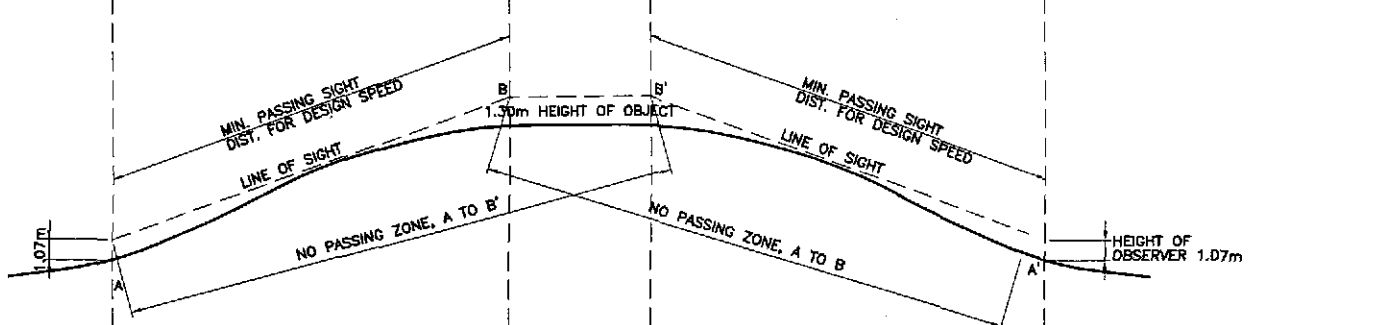 MIN. PASSING SIGHT
DIST. FOR DESIGN SPEED
LINE OF SIGHT
B
B'
1.30m HEIGHT OF OBJECT
MIN. PASSING SIGHT
DIST. FOR DESIGN SPEED
LINE OF SIGHT
NO PASSING ZONE, A TO B'
NO PASSING ZONE, A TO B
1.07m
A
A'
HEIGHT OF
OBSERVER 1.07m